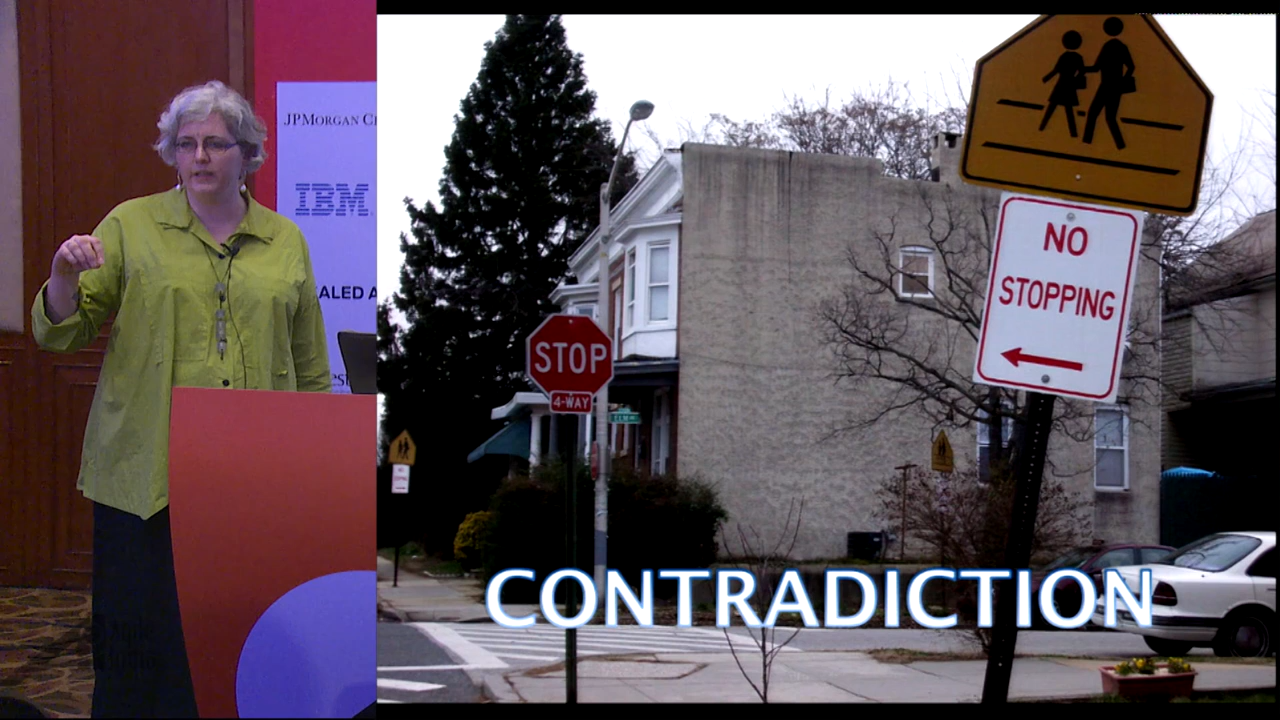 JPMORGAN C
IBM
ALED A
NO
STOPPING
STOP
4-WAY
CONTRADICTION